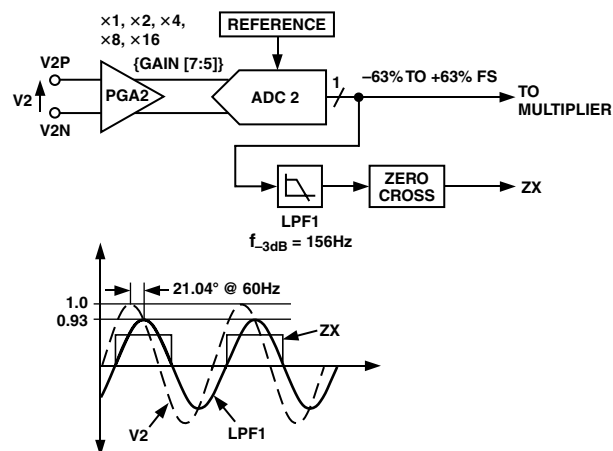 ×1, ×2, ×4,
×8, ×16
REFERENCE
V2P
{GAIN [7:5]}
V2
PGA2
ADC 2
1
–63% TO +63% FS
TO
MULTIPLIER
V2N
LPF1
f–3dB = 156Hz
ZERO
CROSS
ZX
21.04° @ 60Hz
1.0
0.93
ZX
V2
LPF1